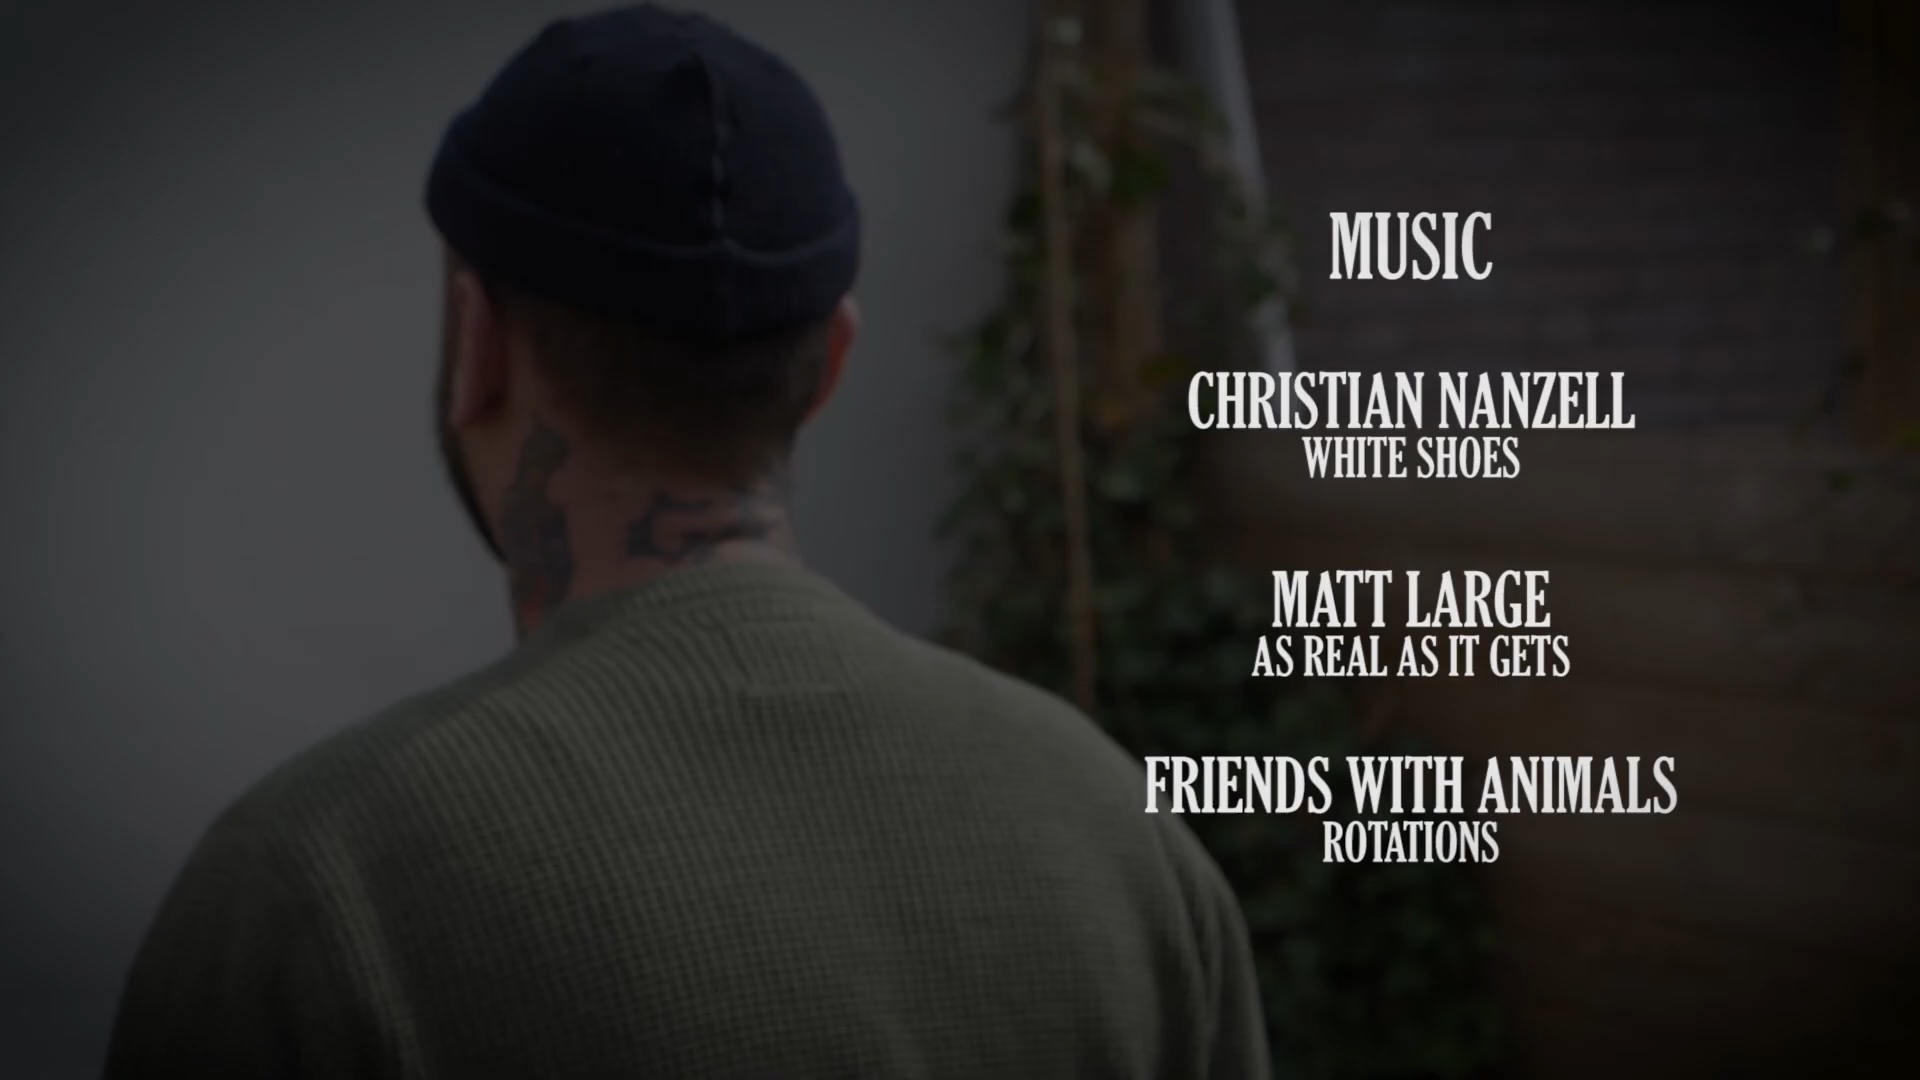 MUSIC
CHRISTIAN NANZELL
WHITE SHOES
MATT LARGE
AS REAL AS IT GETS
FRIENDS WITH ANIMALS
ROTATIONS